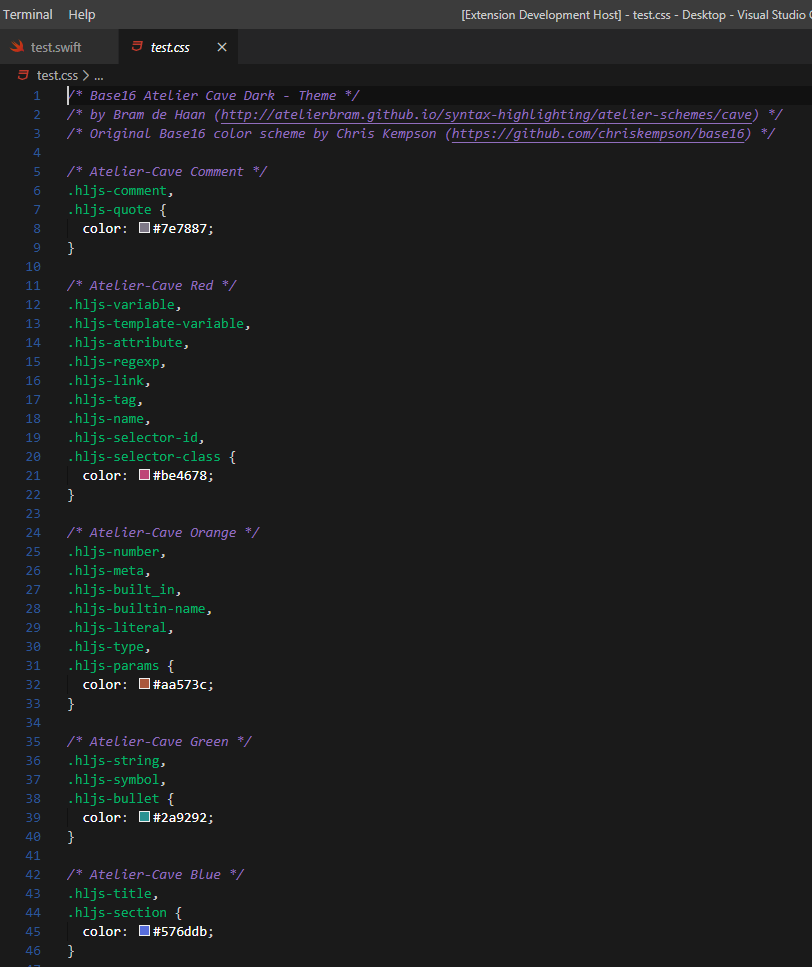 Terminal Help [Extension Development Host] - test.css - Desktop - Visual Studio
test.swift test.css
test.css > ...
1 /* Base16 Atelier Cave Dark - Theme */
2 /* by Bram de Haan (http://atelierbram.github.io/syntax-highlighting/atelier-schemes/cave) */
3 /* Original Base16 color scheme by Chris Kempson (https://github.com/chriskempson/base16) */
4
5 /* Atelier-Cave Comment */
6 .hljs-comment,
7 .hljs-quote {
8 color: #7e7887;
9 }
10
11 /* Atelier-Cave Red */
12 .hljs-variable,
13 .hljs-template-variable,
14 .hljs-attribute,
15 .hljs-regexp,
16 .hljs-link,
17 .hljs-tag,
18 .hljs-name,
19 .hljs-selector-id,
20 .hljs-selector-class {
21 color: #be4678;
22 }
23
24 /* Atelier-Cave Orange */
25 .hljs-number,
26 .hljs-meta,
27 .hljs-built_in,
28 .hljs-builtin-name,
29 .hljs-literal,
30 .hljs-type,
31 .hljs-params {
32 color: #aa573c;
33 }
34
35 /* Atelier-Cave Green */
36 .hljs-string,
37 .hljs-symbol,
38 .hljs-bullet {
39 color: #2a9292;
40 }
41
42 /* Atelier-Cave Blue */
43 .hljs-title,
44 .hljs-section {
45 color: #576ddb;
46 }